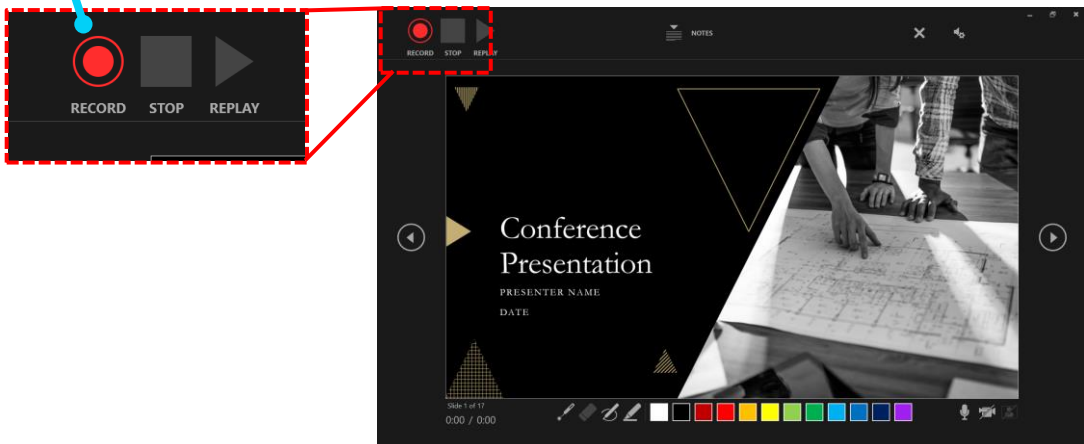 RECORD STOP REPLAY
RECORD STOP REPLAY
NOTES
Conference
Presentation
PRESENTER NAME
DATE
Slide 1 of 17
0:00 / 0:00